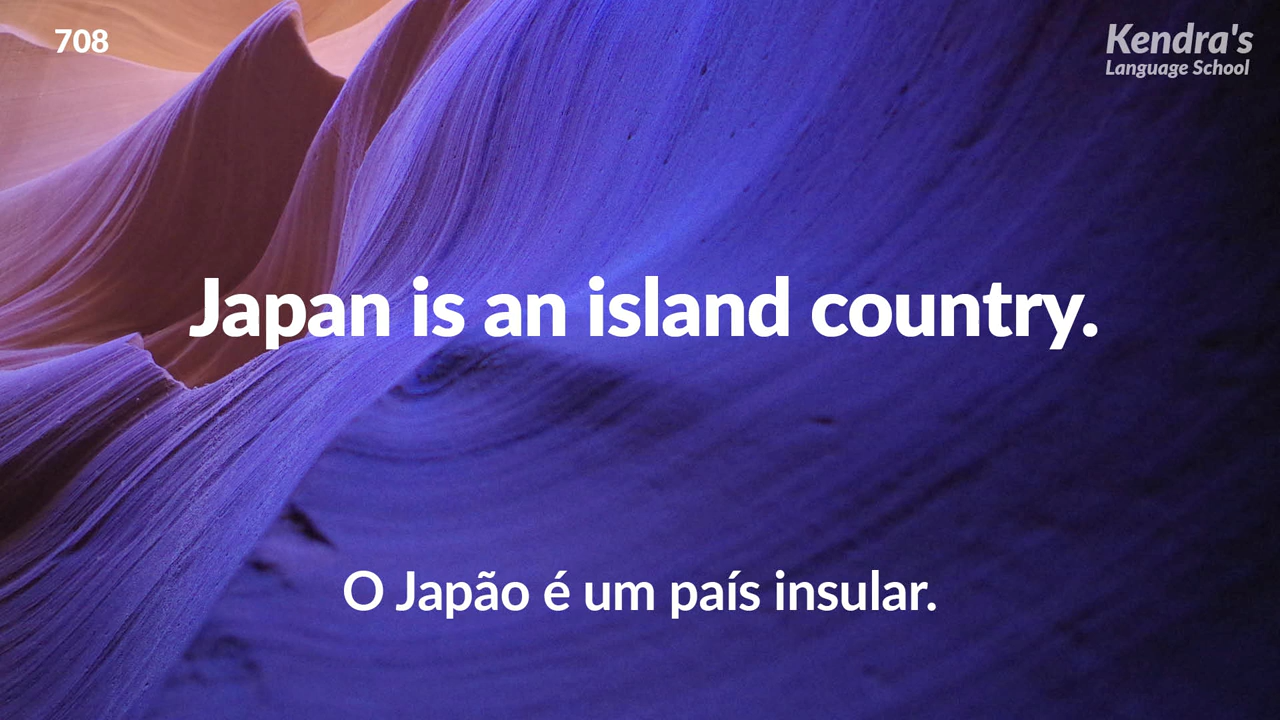 708
Kendra's
Language School
Japan is an island country.
O Japão é um país insular.